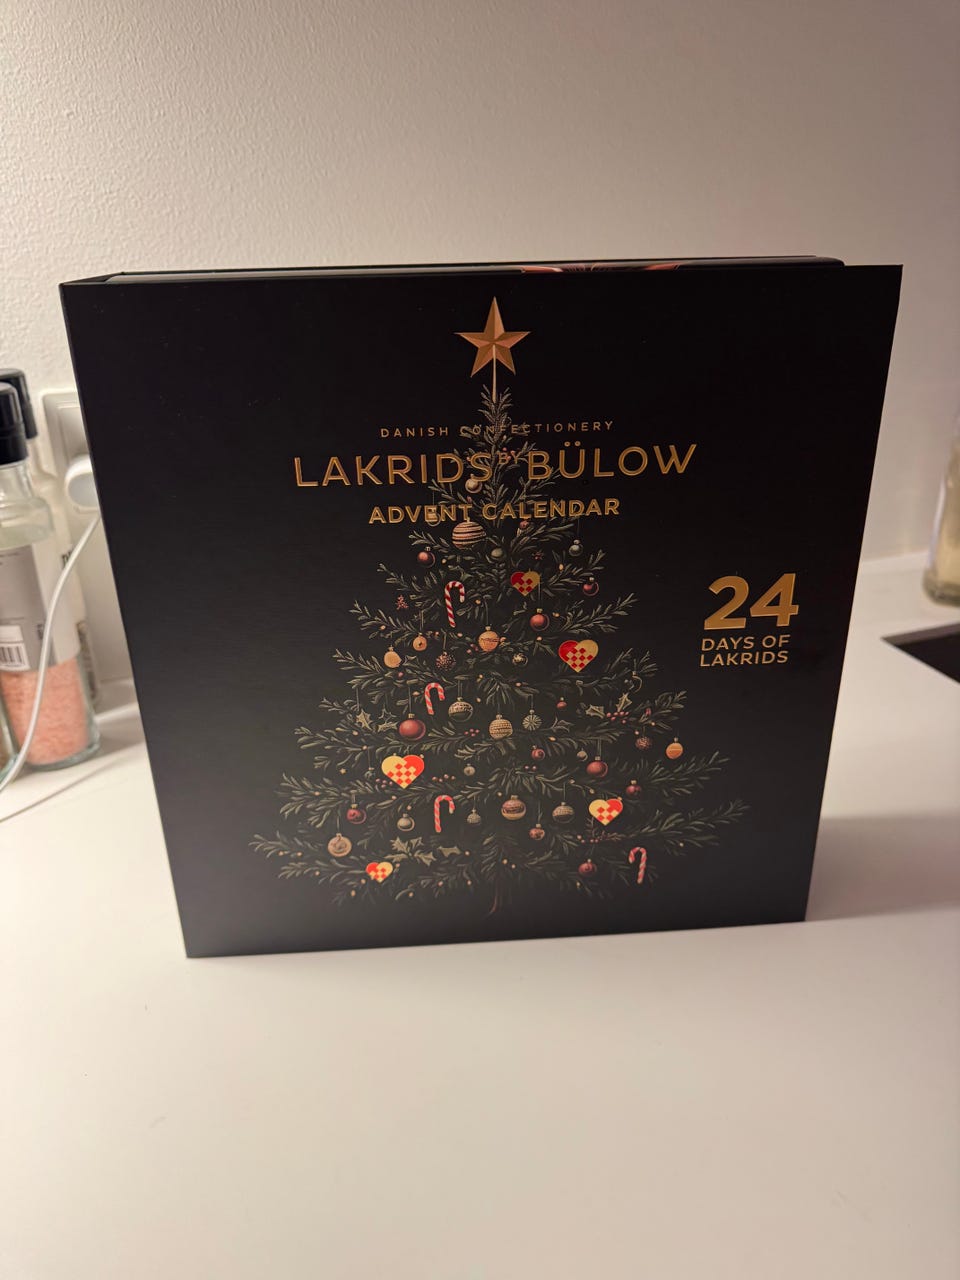 DANISH CONFECTIONERY
LAKRIDS BY BÜLOW
ADVENT CALENDAR
24
DAYS OF
LAKRIDS